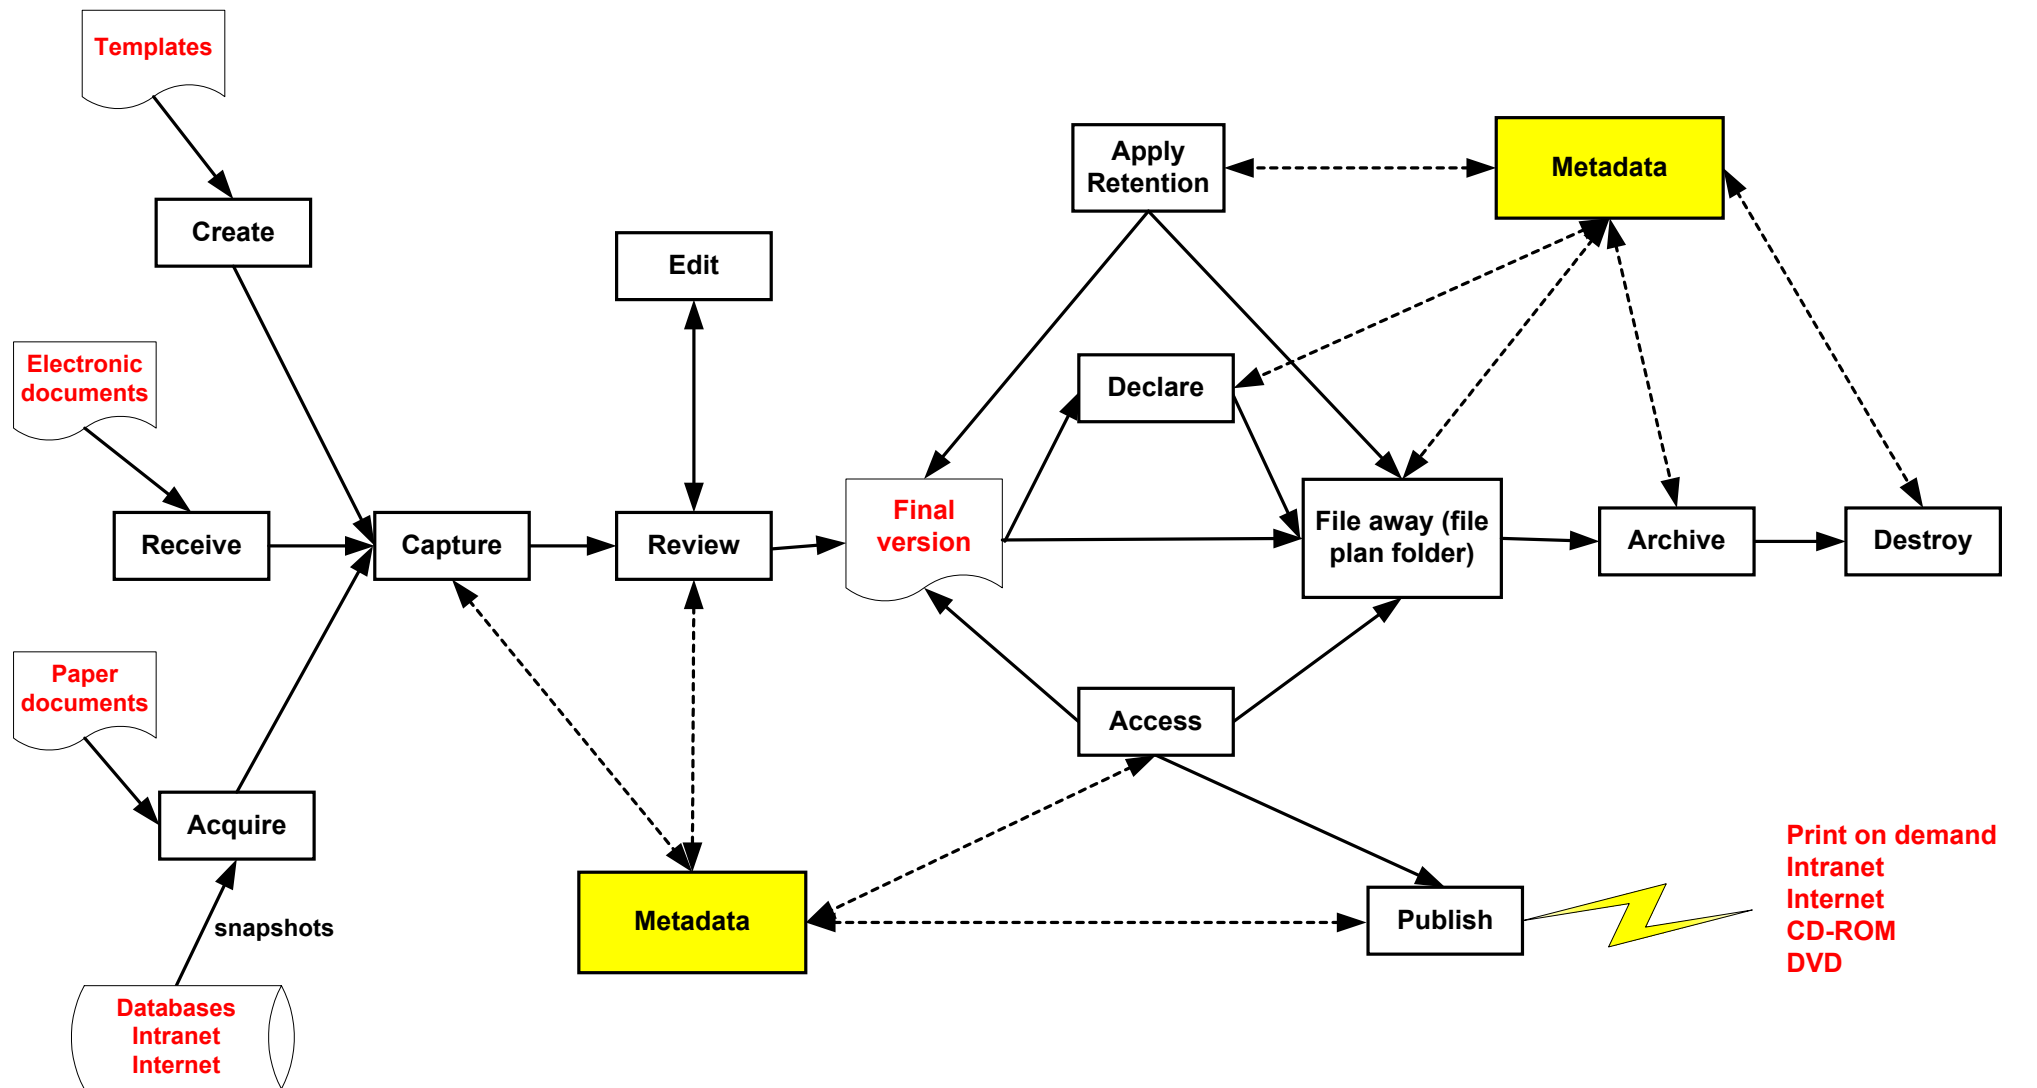 Templates
Create
Electronic
documents
Receive
Paper
documents
Acquire
snapshots
Databases
Intranet
Internet
Capture
Edit
Review
Metadata
Final
version
Apply
Retention
Declare
Access
File away (file
plan folder)
Metadata
Archive
Destroy
Publish
Print on demand
Intranet
Internet
CD-ROM
DVD